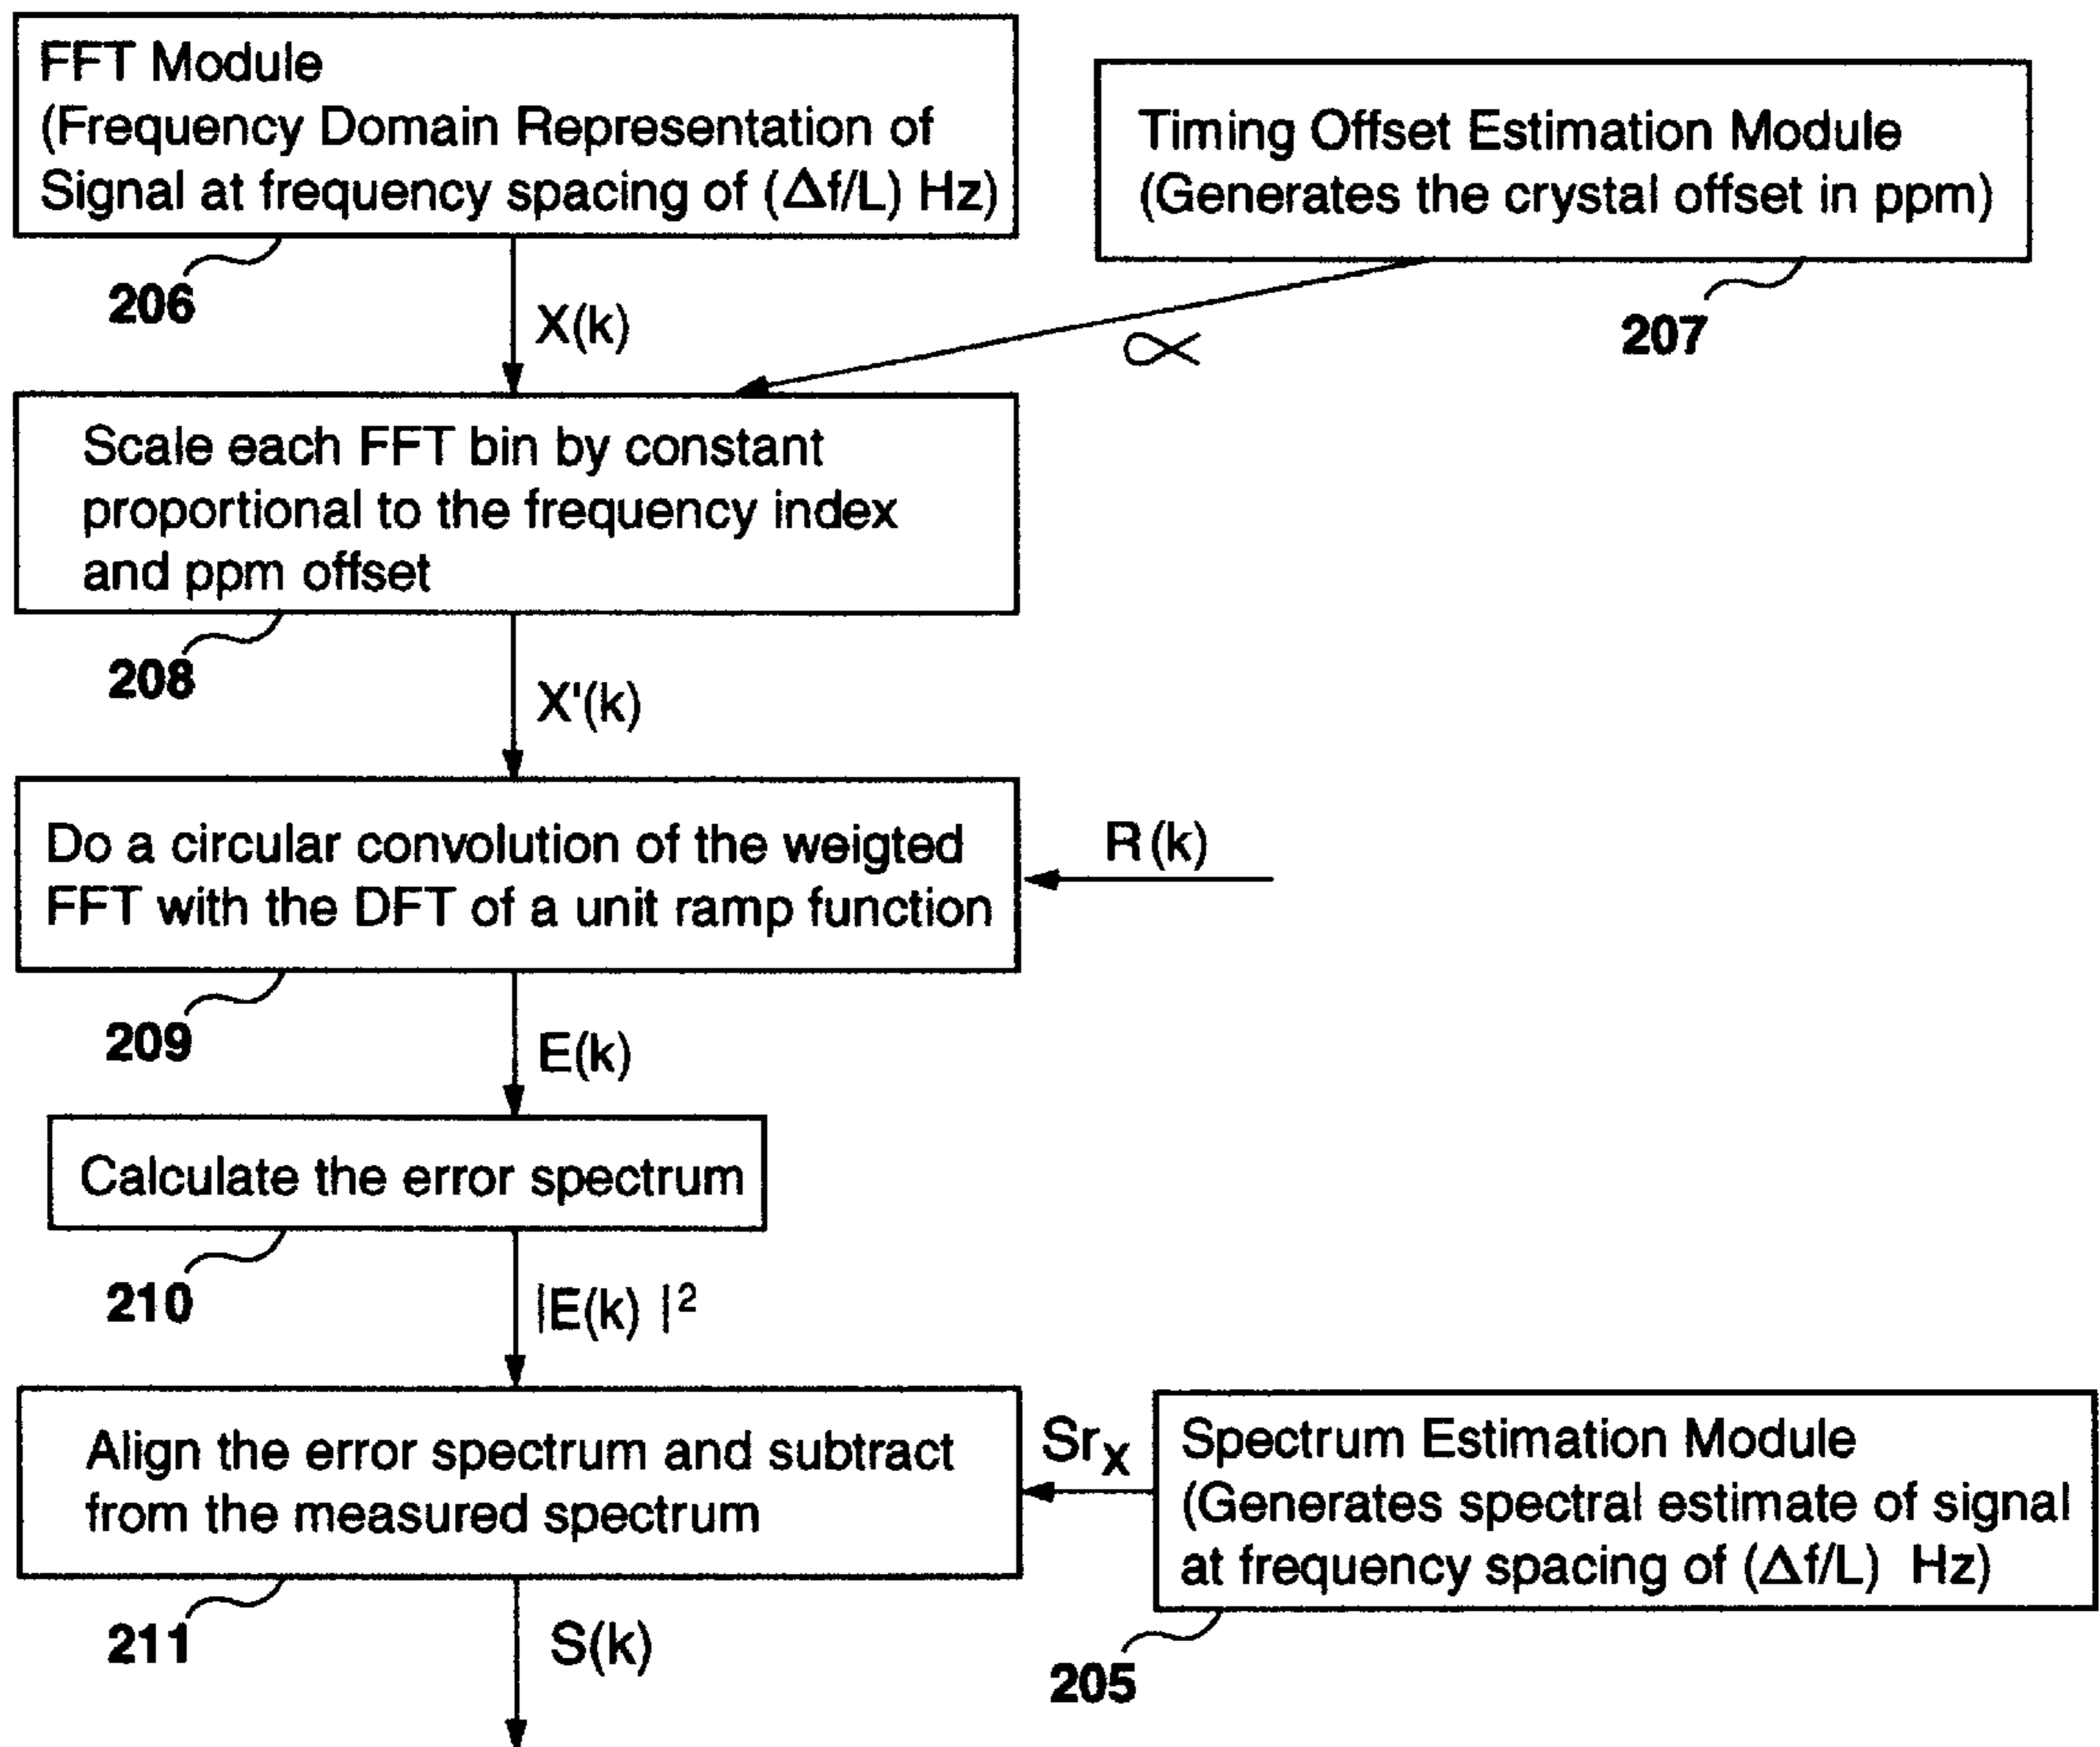 FFT Module
(Frequency Domain Representation of
Signal at frequency spacing of (Δf/L) Hz)
206
Timing Offset Estimation Module
(Generates the crystal offset in ppm)
207
X(k)
∝
Scale each FFT bin by constant
proportional to the frequency index
and ppm offset
208
X'(k)
Do a circular convolution of the weigted
FFT with the DFT of a unit ramp function
R(k)
209
E(k)
Calculate the error spectrum
210
|E(k) |²
Align the error spectrum and subtract
from the measured spectrum
211
Srₓ
Spectrum Estimation Module
(Generates spectral estimate of signal
at frequency spacing of (Δf/L) Hz)
205
S(k)